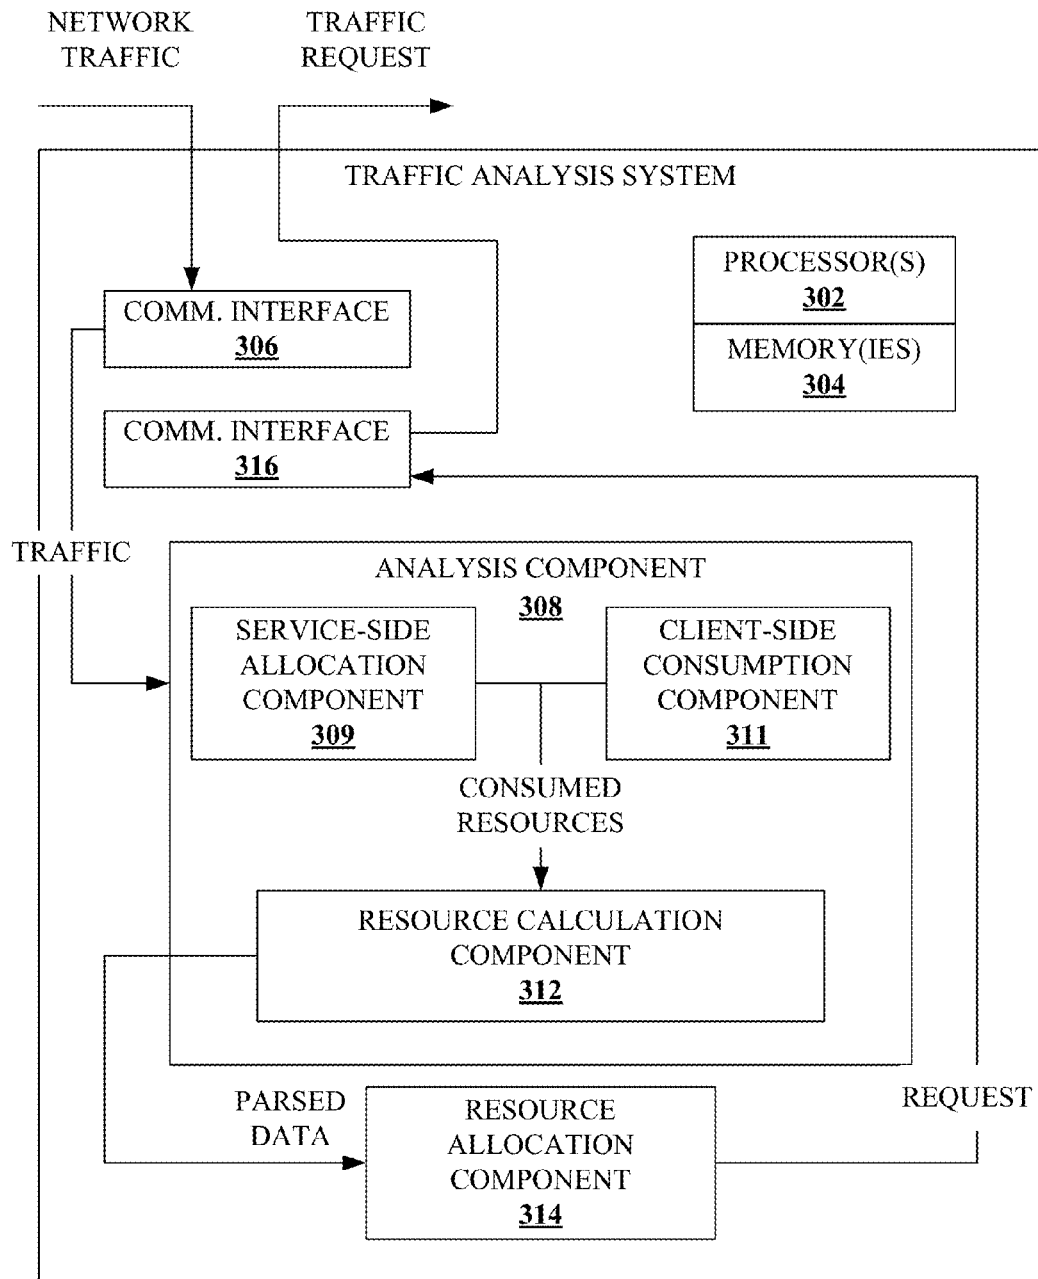 NETWORK
TRAFFIC
TRAFFIC
REQUEST
TRAFFIC ANALYSIS SYSTEM
PROCESSOR(S)
302
MEMORY(IES)
304
COMM. INTERFACE
306
COMM. INTERFACE
316
TRAFFIC
ANALYSIS COMPONENT
308
SERVICE-SIDE
ALLOCATION
COMPONENT
309
CLIENT-SIDE
CONSUMPTION
COMPONENT
311
CONSUMED
RESOURCES
RESOURCE CALCULATION
COMPONENT
312
PARSED
DATA
RESOURCE
ALLOCATION
COMPONENT
314
REQUEST